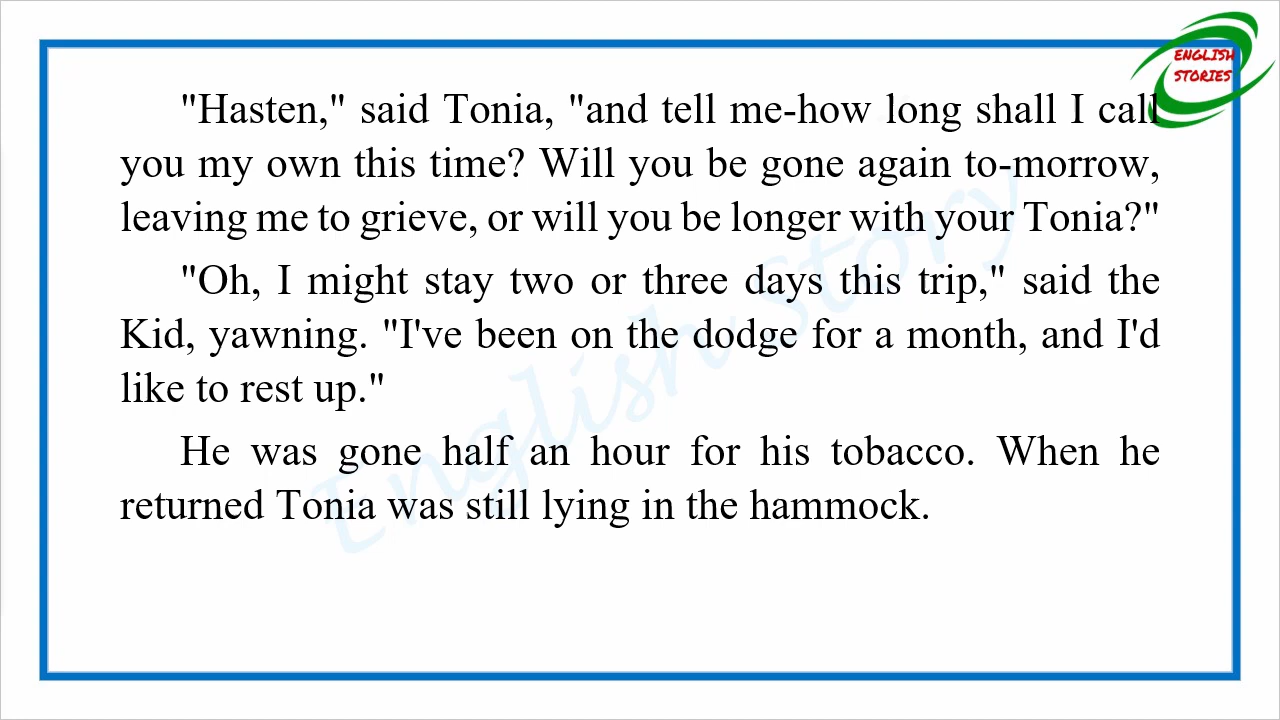 ENGLISH
STORIES
"Hasten," said Tonia, "and tell me-how long shall I call
you my own this time? Will you be gone again to-morrow,
leaving me to grieve, or will you be longer with your Tonia?"
"Oh, I might stay two or three days this trip," said the
Kid, yawning. "I've been on the dodge for a month, and I'd
like to rest up."
He was gone half an hour for his tobacco. When he
returned Tonia was still lying in the hammock.
English Story